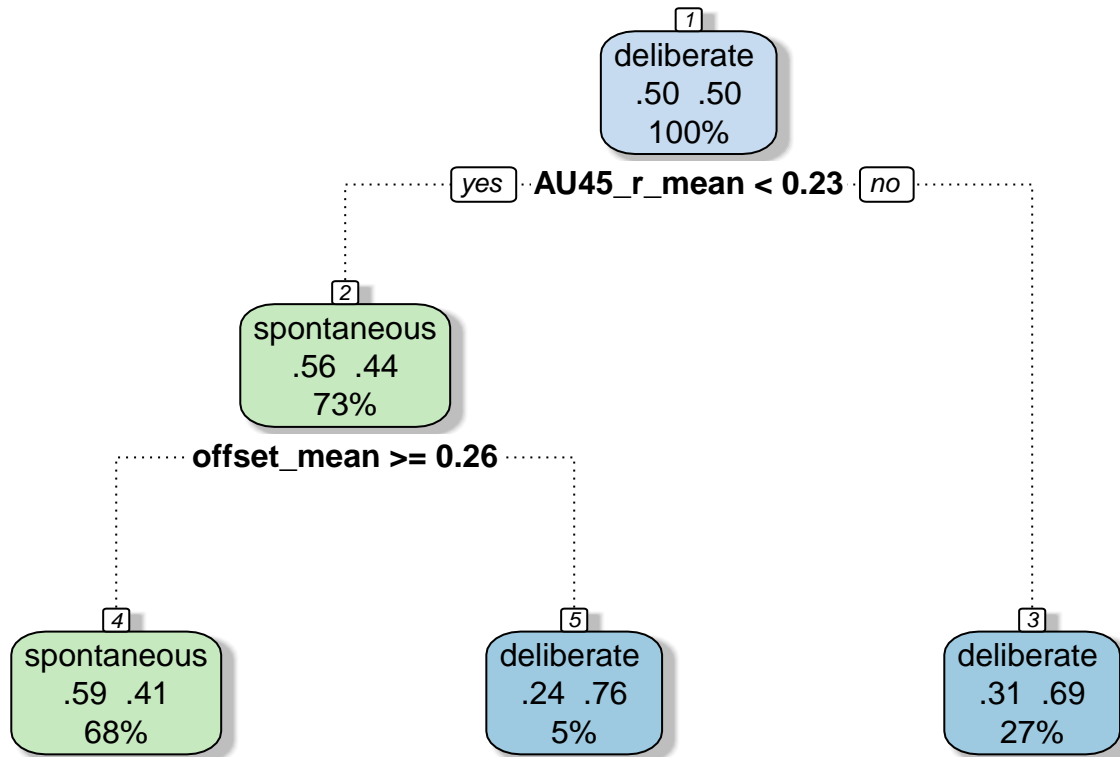 1
deliberate
.50 .50
100%
yes AU45_r_mean < 0.23 no
2
spontaneous
.56 .44
73%
offset_mean >= 0.26
4
spontaneous
.59 .41
68%
5
deliberate
.24 .76
5%
3
deliberate
.31 .69
27%